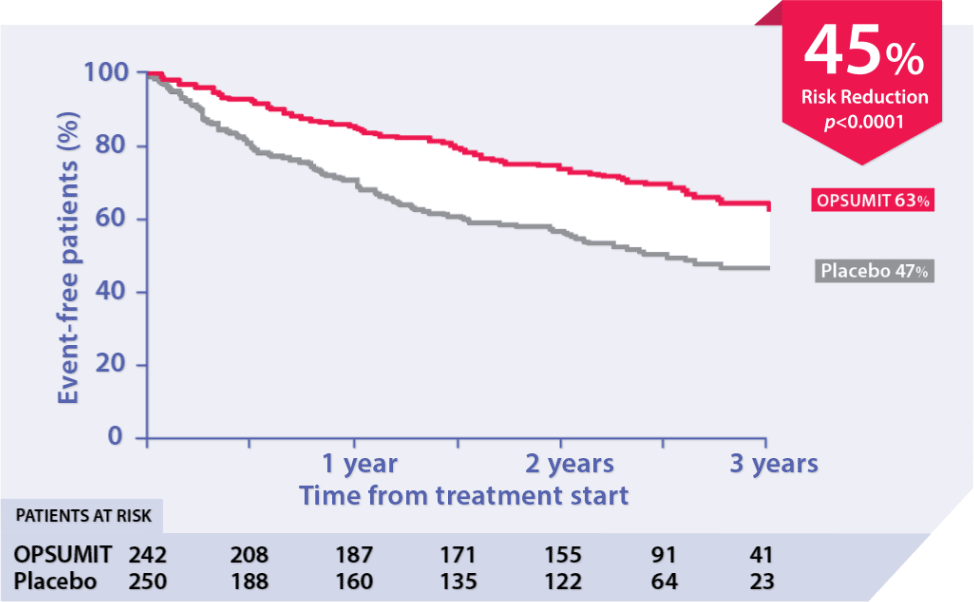 45%
Risk Reduction
p<0.0001
100
80
60
40
20
0
Event-free patients (%)
OPSUMIT 63%
Placebo 47%
1 year 2 years 3 years
Time from treatment start
PATIENTS AT RISK
OPSUMIT 242 208 187 171 155 91 41
Placebo 250 188 160 135 122 64 23